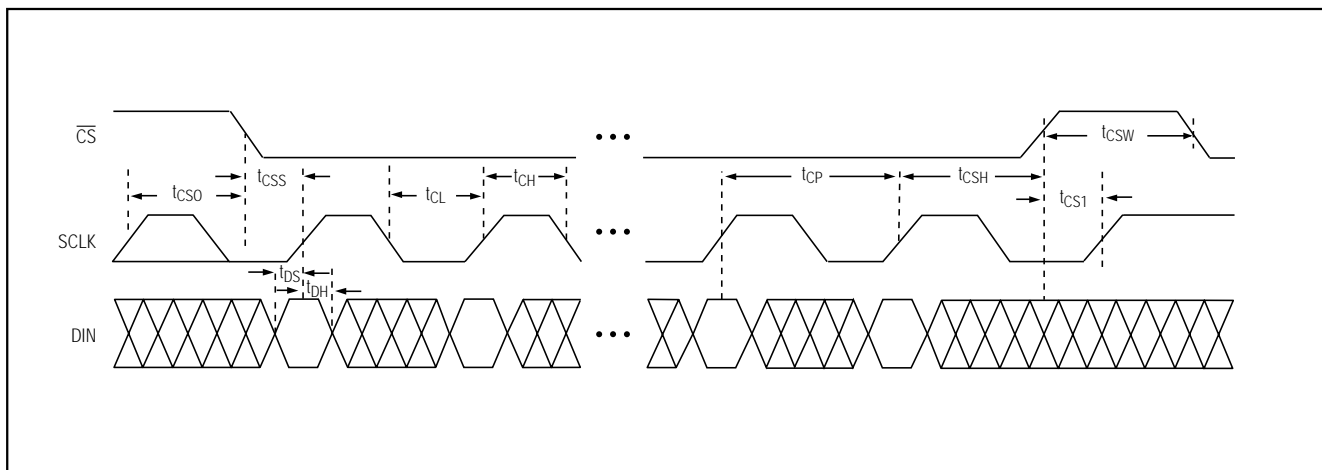 CS
tCSW
tCSS
tCP
tCSO
tCL
tCH
tCSH
tCS1
SCLK
tDS
tDH
DIN